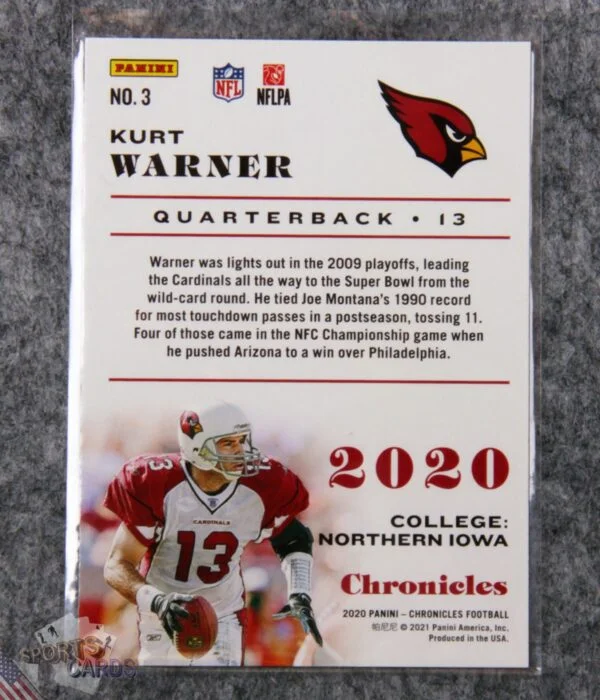 PANINI
NO. 3
NFL
NFLPA
KURT
WARNER
QUARTERBACK • 13
Warner was lights out in the 2009 playoffs, leading
the Cardinals all the way to the Super Bowl from the
wild-card round. He tied Joe Montana's 1990 record
for most touchdown passes in a postseason, tossing 11.
Four of those came in the NFC Championship game when
he pushed Arizona to a win over Philadelphia.
2020
COLLEGE:
NORTHERN IOWA
Chronicles
2020 PANINI – CHRONICLES FOOTBALL
帕尼尼 © 2021 Panini America, Inc.
Produced in the USA.
13
CARDINALS
13
SPORTS
CARDS